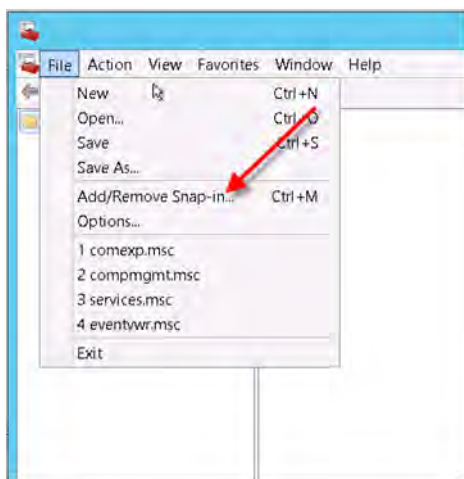 File Action View Favorites Window Help
New Ctrl+N
Open... Ctrl+O
Save Ctrl+S
Save As...
Add/Remove Snap-in... Ctrl+M
Options...
1 comexp.msc
2 compmgmt.msc
3 services.msc
4 eventvwr.msc
Exit